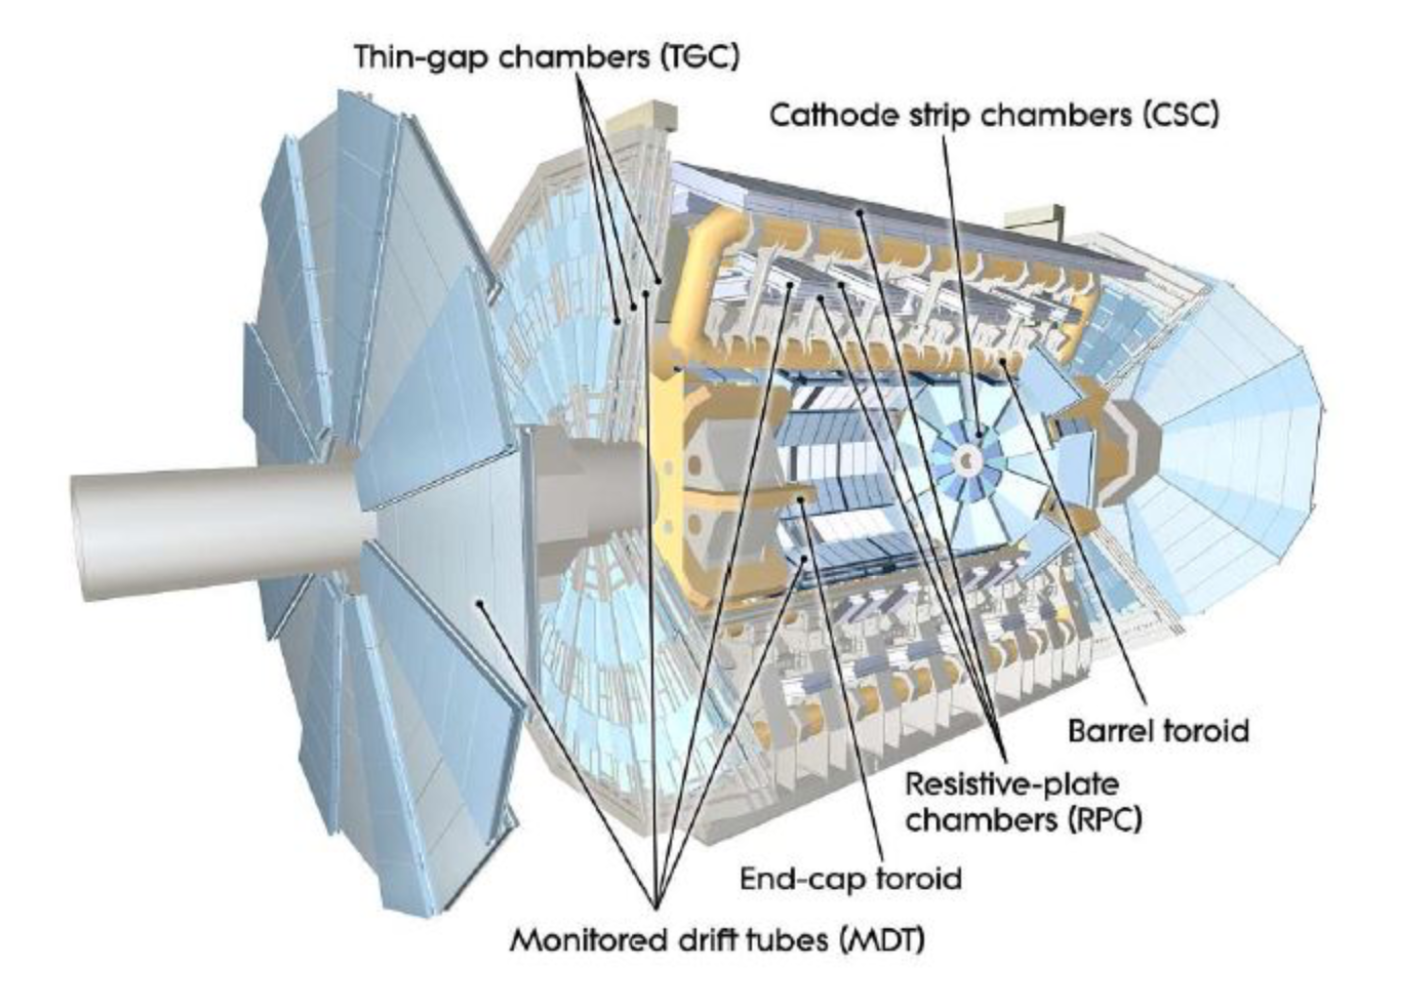 Thin-gap chambers (TGC)
Cathode strip chambers (CSC)
Barrel toroid
Resistive-plate
chambers (RPC)
End-cap toroid
Monitored drift tubes (MDT)